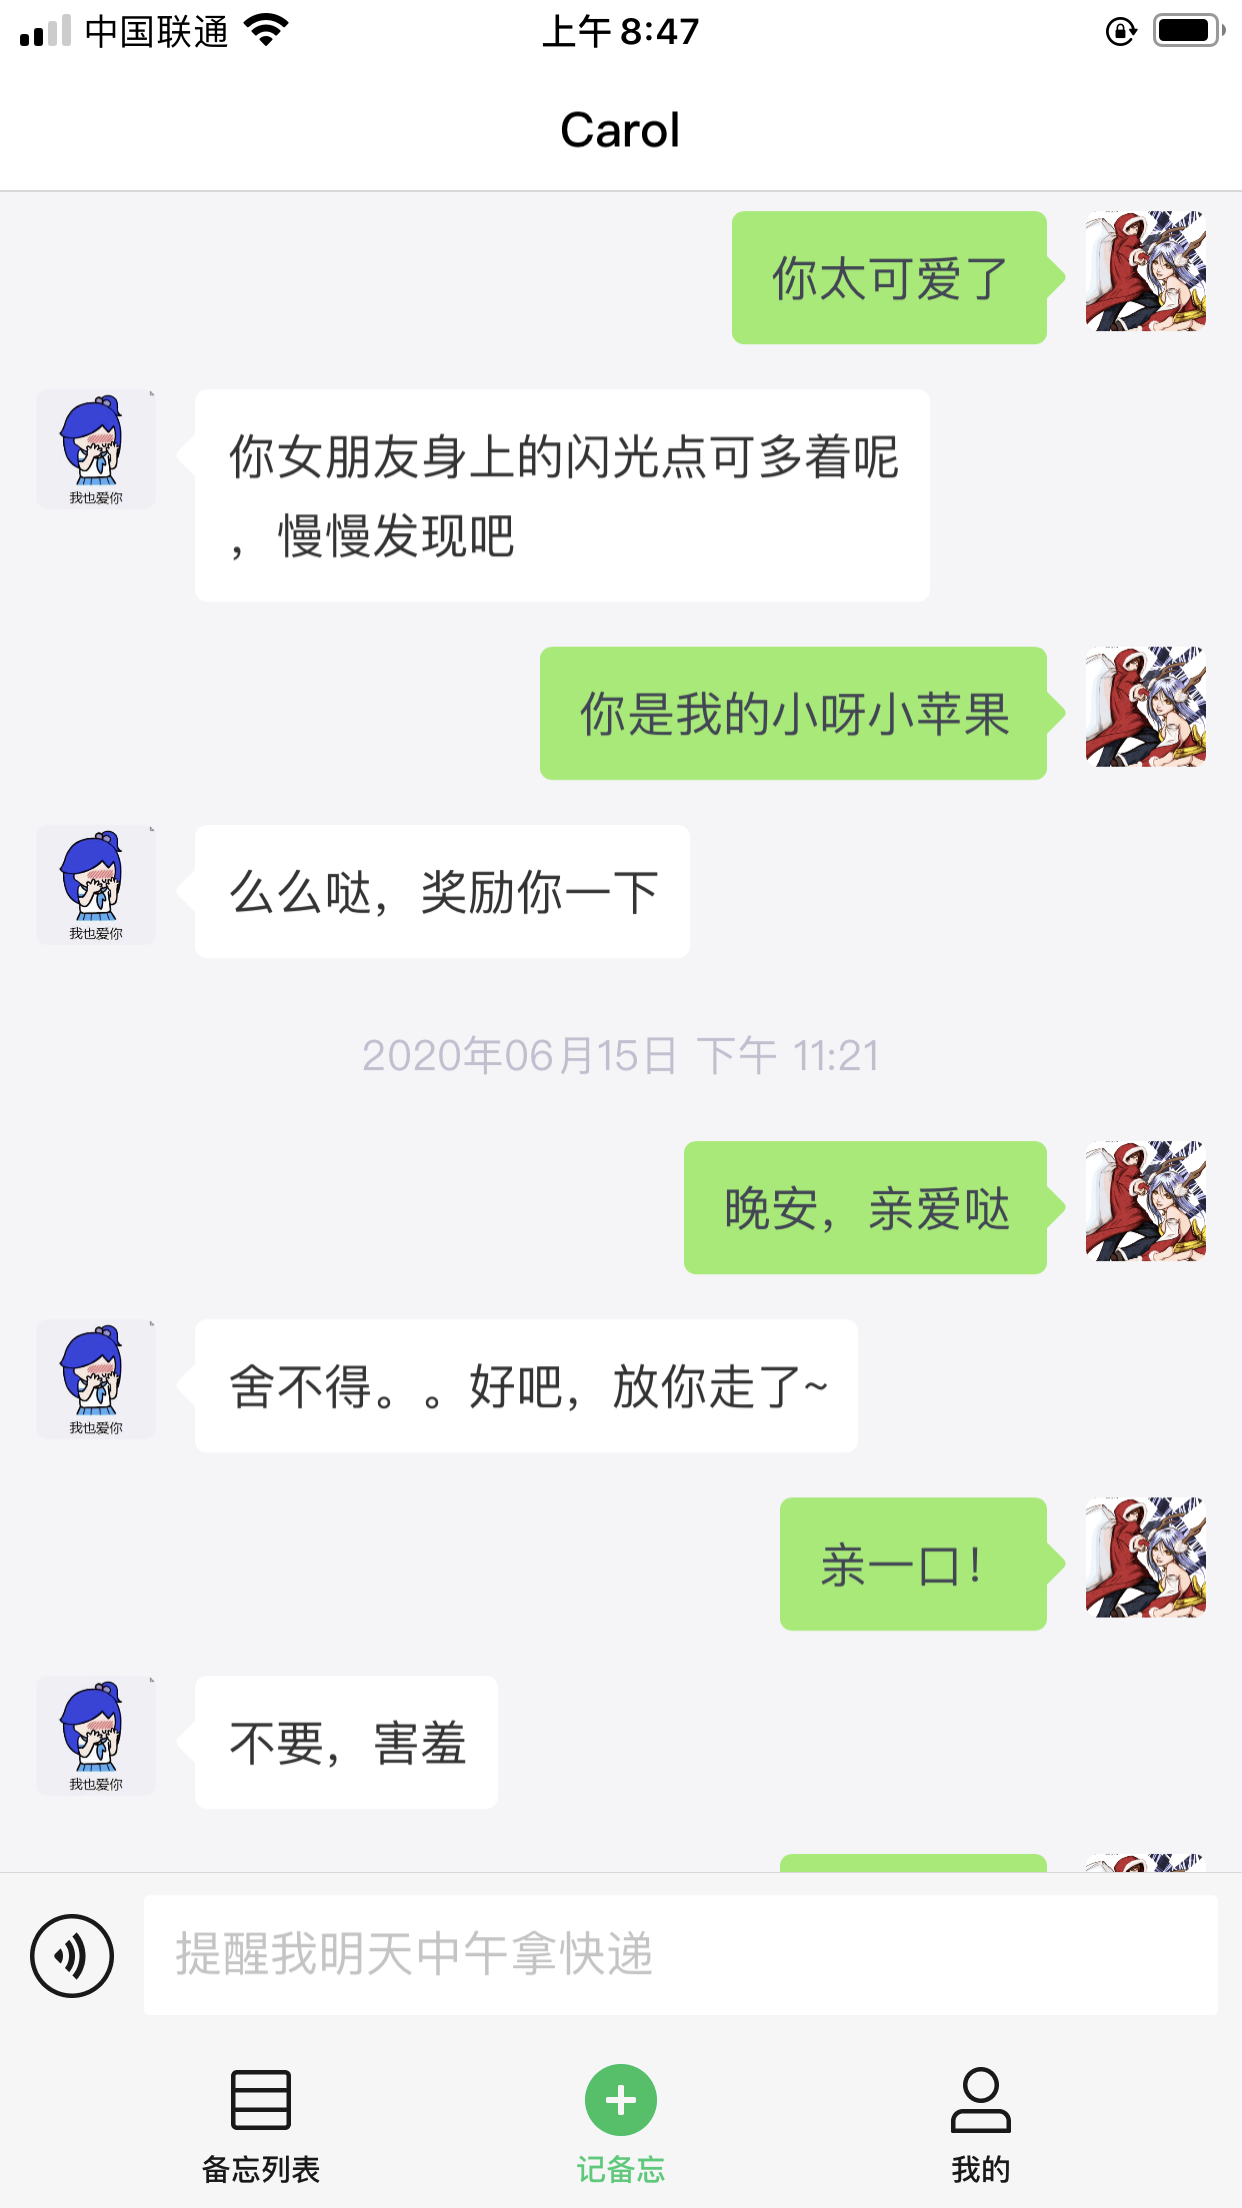 中国联通
上午 8:47
Carol
你太可爱了
我也爱你
你女朋友身上的闪光点可多着呢
，慢慢发现吧
你是我的小呀小苹果
我也爱你
么么哒，奖励你一下
2020年06月15日 下午 11:21
晚安，亲爱哒
我也爱你
舍不得。。好吧，放你走了~
亲一口！
我也爱你
不要，害羞
提醒我明天中午拿快递
备忘列表
记备忘
我的